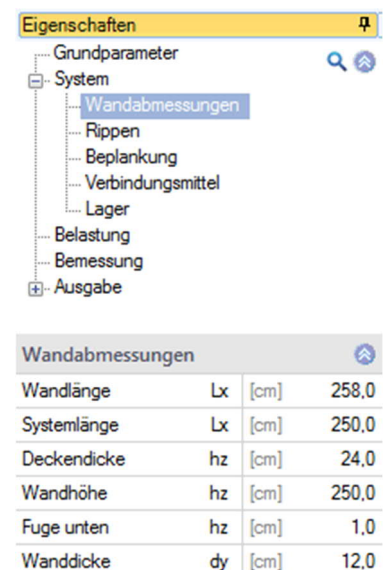 Eigenschaften
Grundparameter
System
Wandabmessungen
Rippen
Beplankung
Verbindungsmittel
Lager
Belastung
Bemessung
Ausgabe
Wandabmessungen
Wandlänge Lx [cm] 258,0
Systemlänge Lx [cm] 250,0
Deckendicke hz [cm] 24,0
Wandhöhe hz [cm] 250,0
Fuge unten hz [cm] 1,0
Wanddicke dy [cm] 12,0